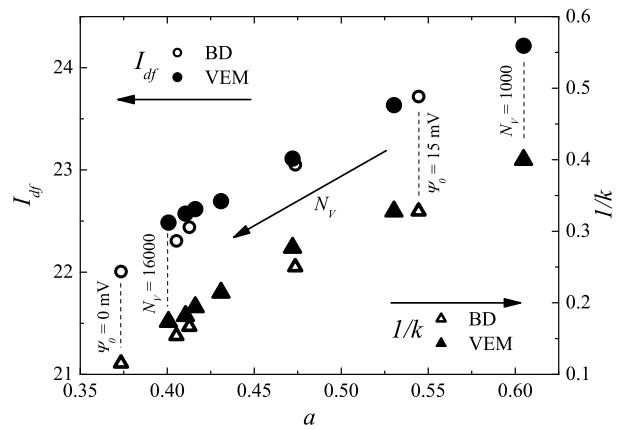 0.6
BD
VEM
I_df
24
0.5
N_V = 1000
0.4
23
N_V
Ψ_0 = 15 mV
I_df
1/k
0.3
22
N_V = 16000
0.2
Ψ_0 = 0 mV
BD
VEM
1/k
21
0.1
0.35 0.40 0.45 0.50 0.55 0.60
a